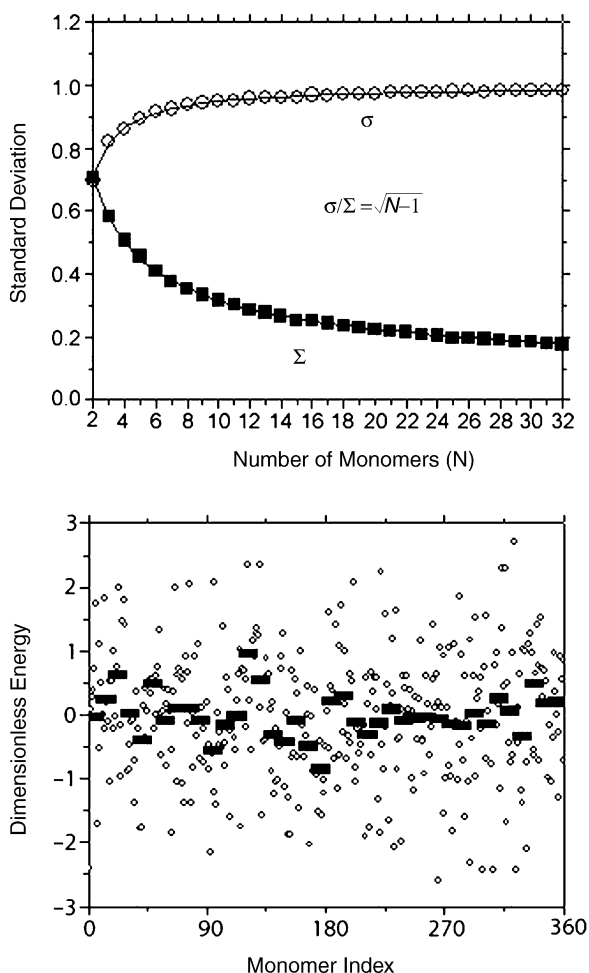 1.2
1.0
0.8
0.6
0.4
0.2
0.0
Standard Deviation
σ
σ/Σ = √N−1
Σ
2 4 6 8 10 12 14 16 18 20 22 24 26 28 30 32
Number of Monomers (N)
3
2
1
0
−1
−2
−3
Dimensionless Energy
0 90 180 270 360
Monomer Index